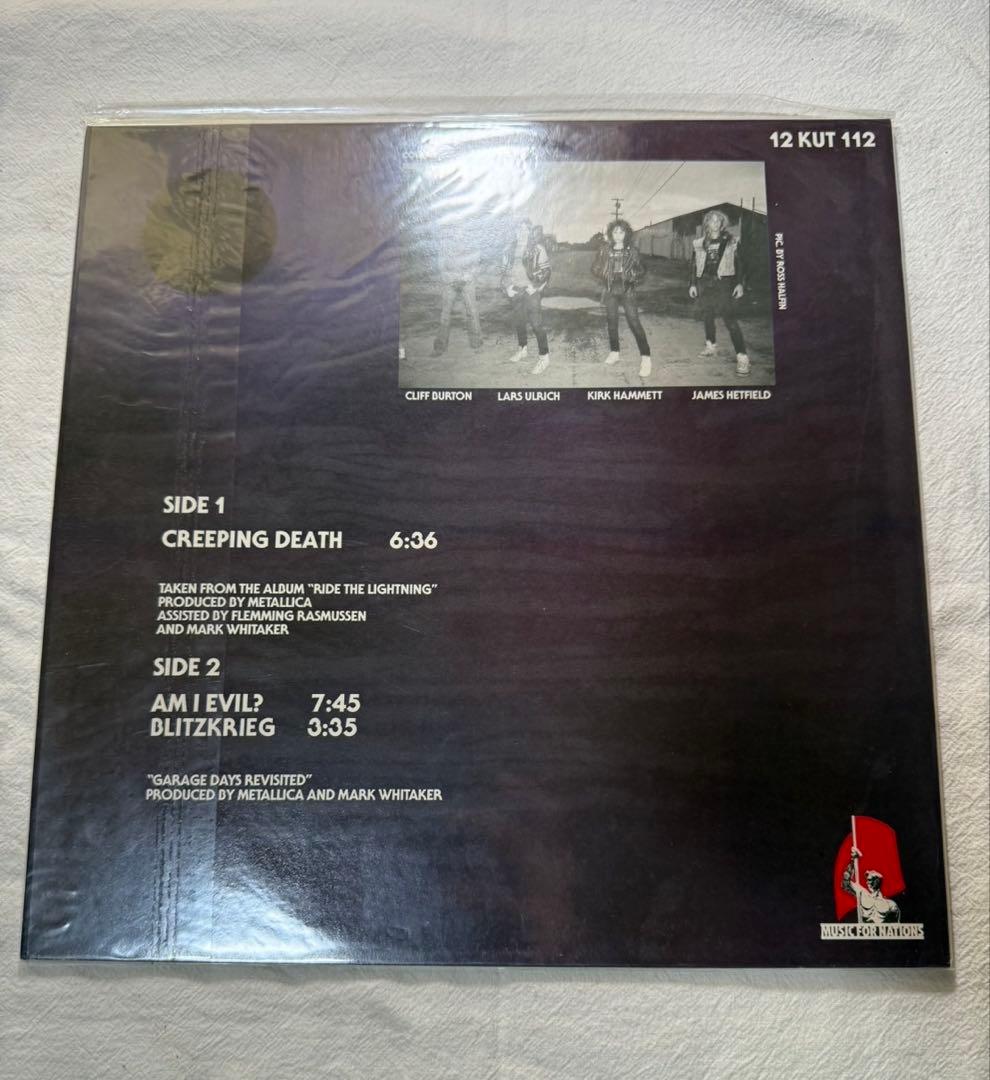 12 KUT 112
PIC. BY ROSS HALFIN
CLIFF BURTON LARS ULRICH KIRK HAMMETT JAMES HETFIELD
SIDE 1
CREEPING DEATH 6:36
TAKEN FROM THE ALBUM "RIDE THE LIGHTNING"
PRODUCED BY METALLICA
ASSISTED BY FLEMMING RASMUSSEN
AND MARK WHITAKER
SIDE 2
AM I EVIL? 7:45
BLITZKRIEG 3:35
"GARAGE DAYS REVISITED"
PRODUCED BY METALLICA AND MARK WHITAKER
MUSIC FOR NATIONS